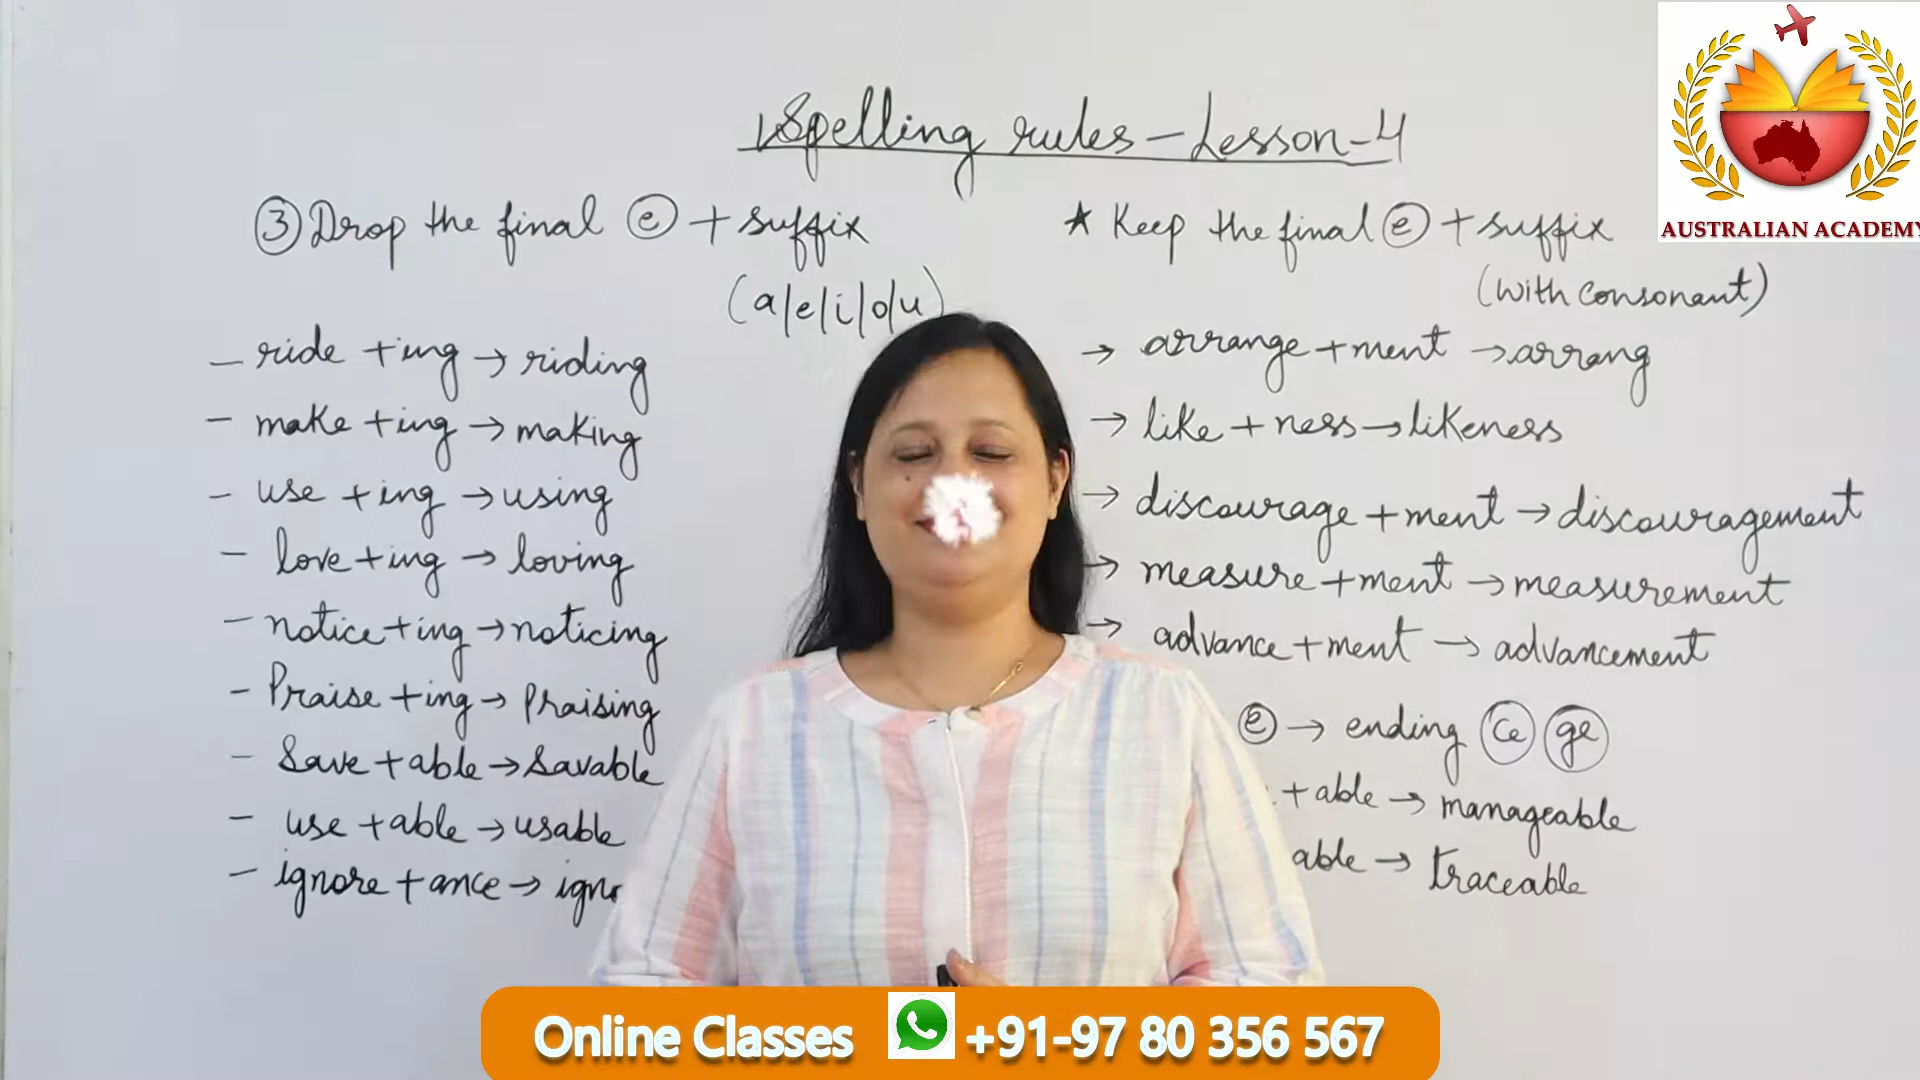 Spelling rules - Lesson-4
③ Drop the final ⓔ + suffix
(a/e/i/o/u)
- ride + ing → riding
- make + ing → making
- use + ing → using
- love + ing → loving
- notice + ing → noticing
- Praise + ing → Praising
- Save + able → Savable
- use + able → usable
- ignore + ance → igno
★ Keep the final ⓔ + suffix
(with consonant)
→ arrange + ment → arrang
→ like + ness → likeness
→ discourage + ment → discouragement
→ measure + ment → measurement
→ advance + ment → advancement
ⓔ → ending ce ge
+ able → manageable
able → traceable
AUSTRALIAN ACADEMY
Online Classes +91-97 80 356 567